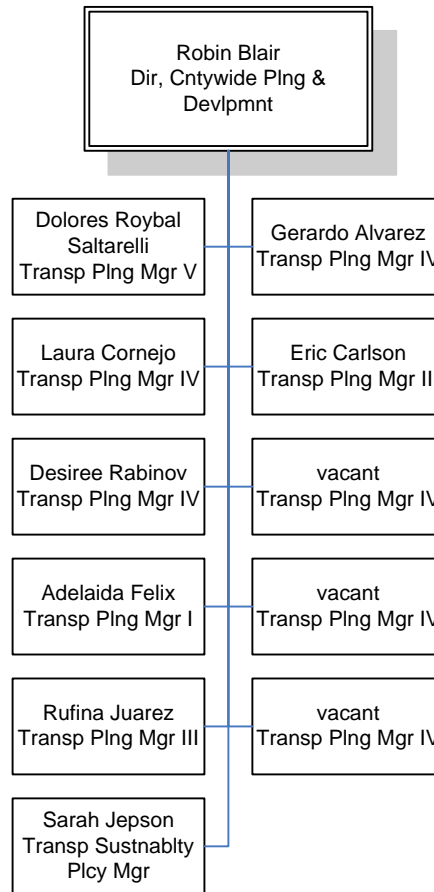 Robin Blair
Dir, Cntywide Plng &
Devlpmnt
Dolores Roybal
Saltarelli
Transp Plng Mgr V
Gerardo Alvarez
Transp Plng Mgr IV
Laura Cornejo
Transp Plng Mgr IV
Eric Carlson
Transp Plng Mgr II
Desiree Rabinov
Transp Plng Mgr IV
vacant
Transp Plng Mgr IV
Adelaida Felix
Transp Plng Mgr I
vacant
Transp Plng Mgr IV
Rufina Juarez
Transp Plng Mgr III
vacant
Transp Plng Mgr IV
Sarah Jepson
Transp Sustnablty
Plcy Mgr